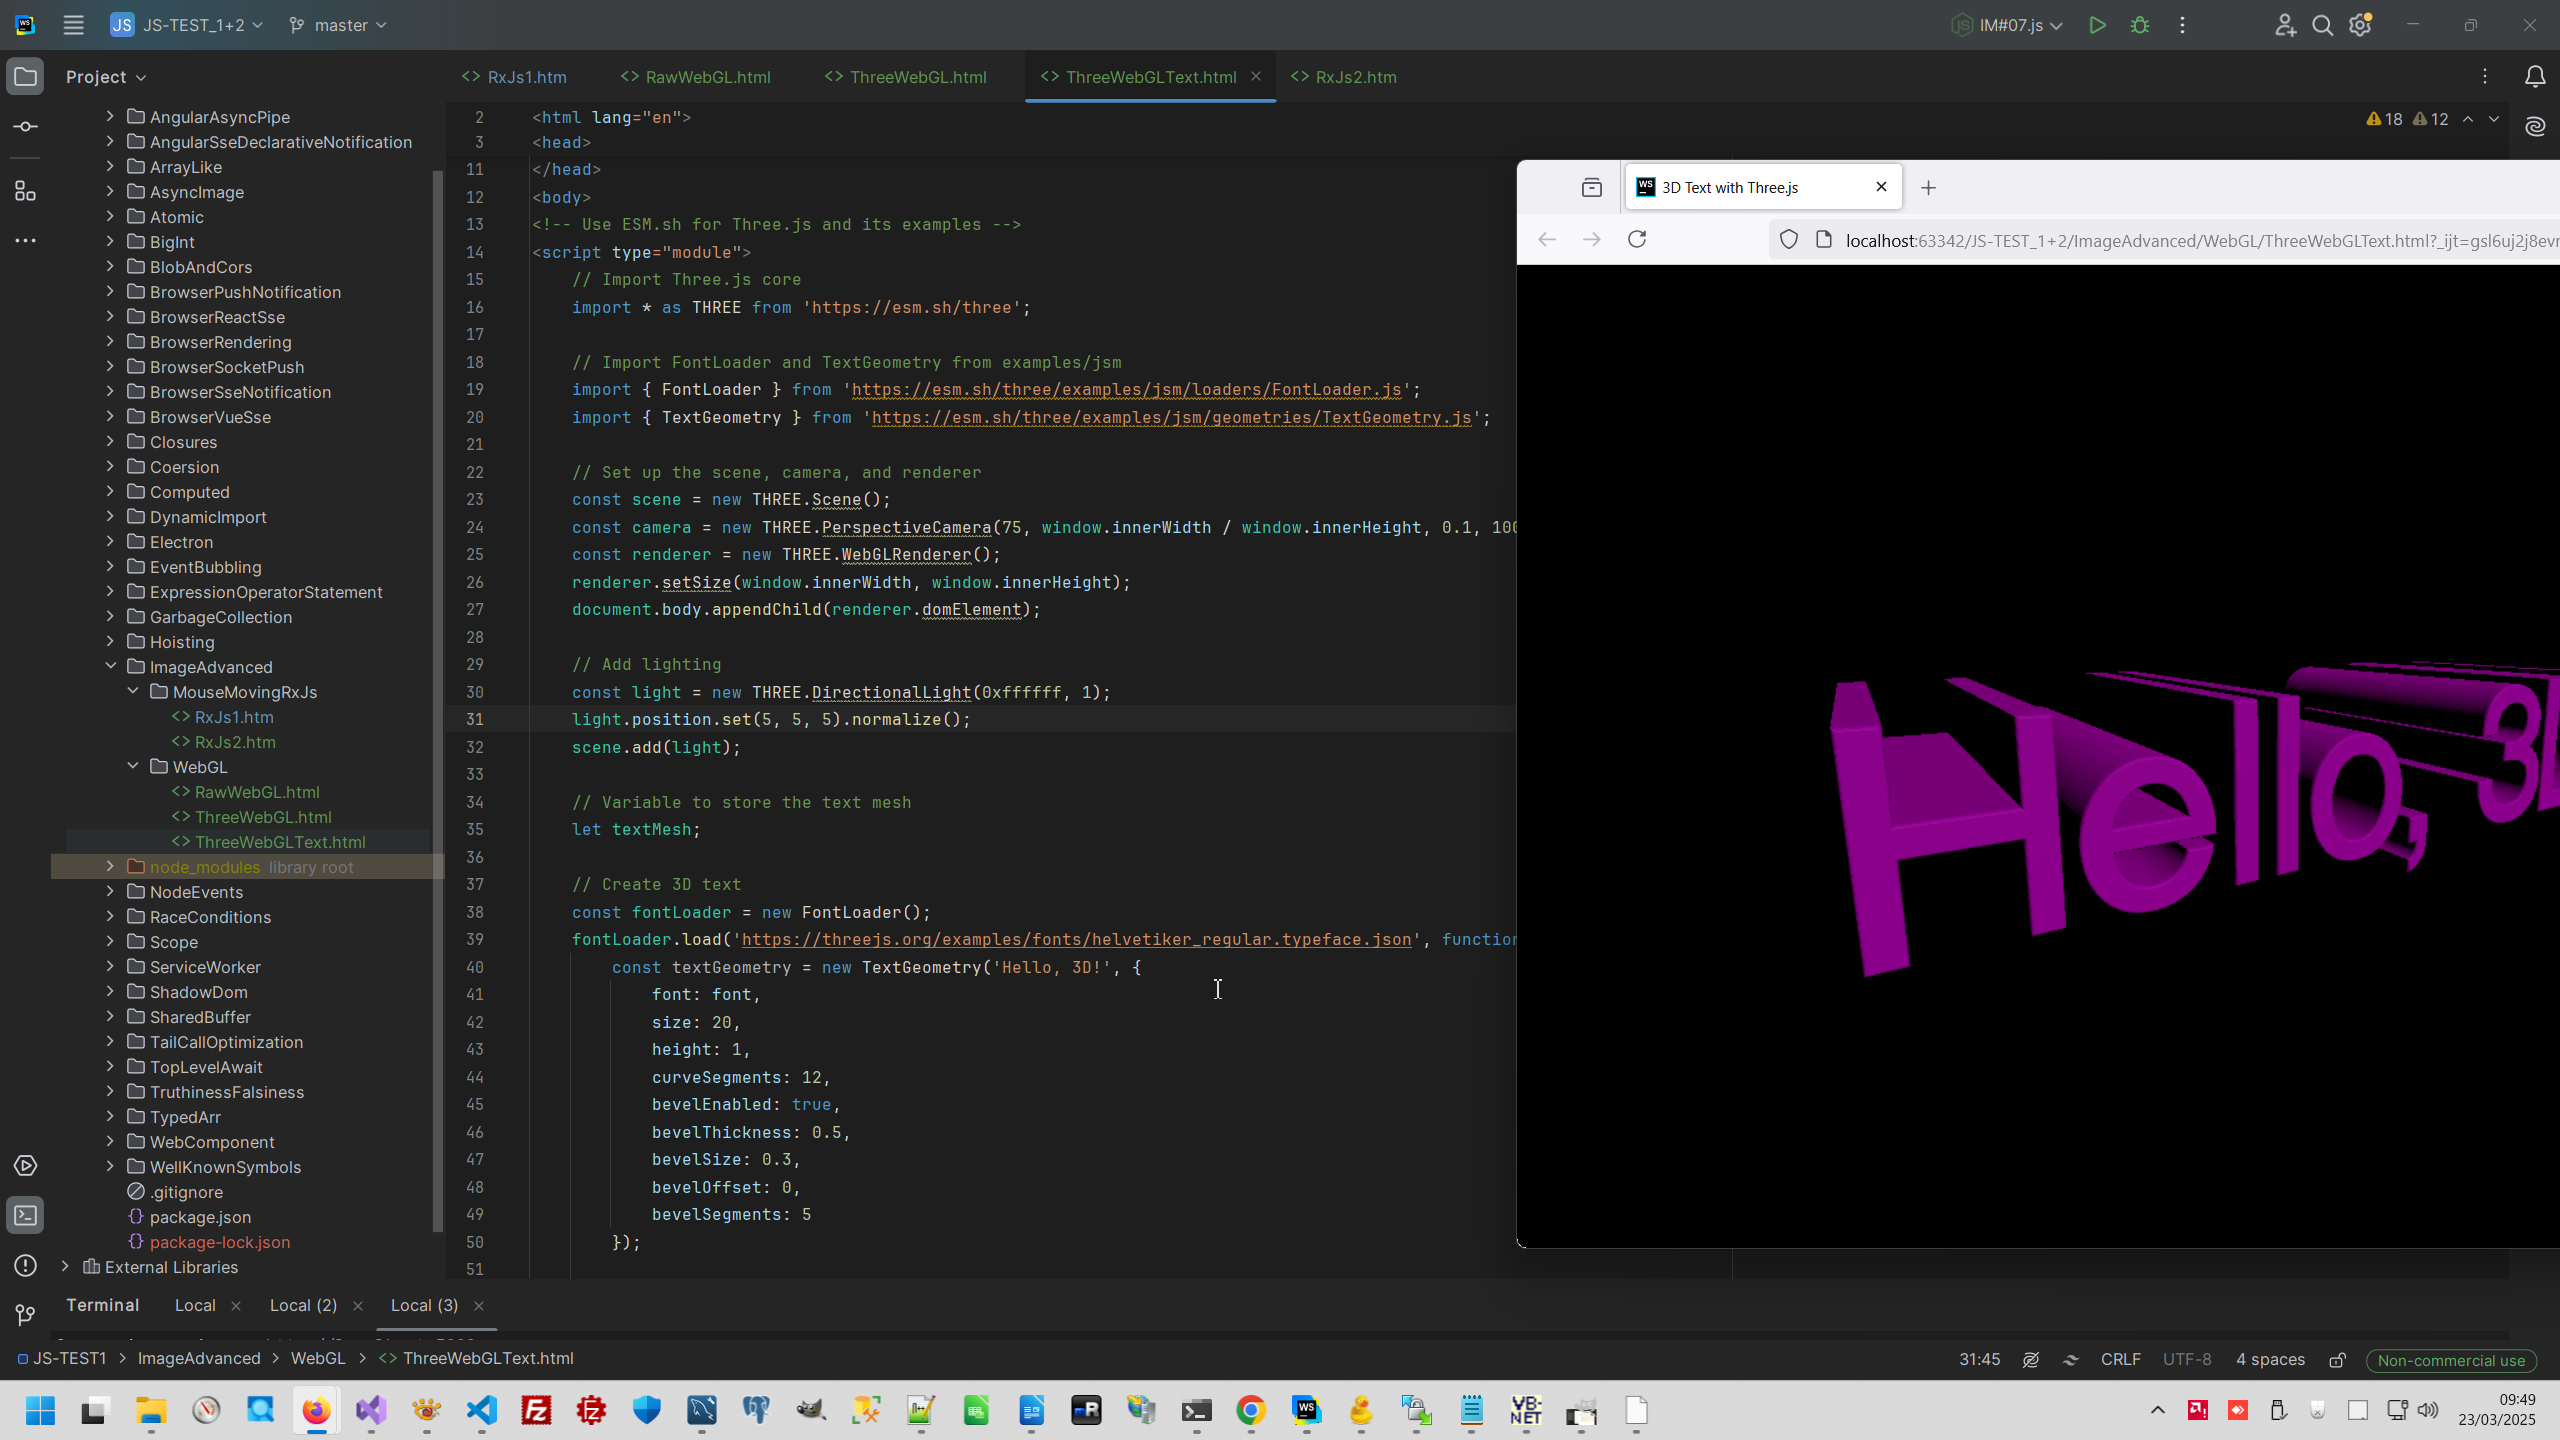 JS JS-TEST_1+2 master IM#07.js
Project
RxJs1.htm RawWebGL.html ThreeWebGL.html ThreeWebGLText.html RxJs2.htm
AngularAsyncPipe
AngularSseDeclarativeNotification
ArrayLike
AsyncImage
Atomic
BigInt
BlobAndCors
BrowserPushNotification
BrowserReactSse
BrowserRendering
BrowserSocketPush
BrowserSseNotification
BrowserVueSse
Closures
Coersion
Computed
DynamicImport
Electron
EventBubbling
ExpressionOperatorStatement
GarbageCollection
Hoisting
ImageAdvanced
MouseMovingRxJs
RxJs1.htm
RxJs2.htm
WebGL
RawWebGL.html
ThreeWebGL.html
ThreeWebGLText.html
node_modules library root
NodeEvents
RaceConditions
Scope
ServiceWorker
ShadowDom
SharedBuffer
TailCallOptimization
TopLevelAwait
TruthinessFalsiness
TypedArr
WebComponent
WellKnownSymbols
.gitignore
package.json
package-lock.json
External Libraries
18 12
2 <html lang="en">
3 <head>
11 </head>
12 <body>
13 <!-- Use ESM.sh for Three.js and its examples -->
14 <script type="module">
15 // Import Three.js core
16 import * as THREE from 'https://esm.sh/three';
17
18 // Import FontLoader and TextGeometry from examples/jsm
19 import { FontLoader } from 'https://esm.sh/three/examples/jsm/loaders/FontLoader.js';
20 import { TextGeometry } from 'https://esm.sh/three/examples/jsm/geometries/TextGeometry.js';
21
22 // Set up the scene, camera, and renderer
23 const scene = new THREE.Scene();
24 const camera = new THREE.PerspectiveCamera(75, window.innerWidth / window.innerHeight, 0.1, 100
25 const renderer = new THREE.WebGLRenderer();
26 renderer.setSize(window.innerWidth, window.innerHeight);
27 document.body.appendChild(renderer.domElement);
28
29 // Add lighting
30 const light = new THREE.DirectionalLight(0xffffff, 1);
31 light.position.set(5, 5, 5).normalize();
32 scene.add(light);
33
34 // Variable to store the text mesh
35 let textMesh;
36
37 // Create 3D text
38 const fontLoader = new FontLoader();
39 fontLoader.load('https://threejs.org/examples/fonts/helvetiker_regular.typeface.json', function
40 const textGeometry = new TextGeometry('Hello, 3D!', {
41 font: font,
42 size: 20,
43 height: 1,
44 curveSegments: 12,
45 bevelEnabled: true,
46 bevelThickness: 0.5,
47 bevelSize: 0.3,
48 bevelOffset: 0,
49 bevelSegments: 5
50 });
51
3D Text with Three.js
localhost:63342/JS-TEST_1+2/ImageAdvanced/WebGL/ThreeWebGLText.html?_ijt=gsl6uj2j8evr
Hello, 3D
Terminal Local Local (2) Local (3)
JS-TEST1 > ImageAdvanced > WebGL > ThreeWebGLText.html
31:45 CRLF UTF-8 4 spaces Non-commercial use
09:49
23/03/2025